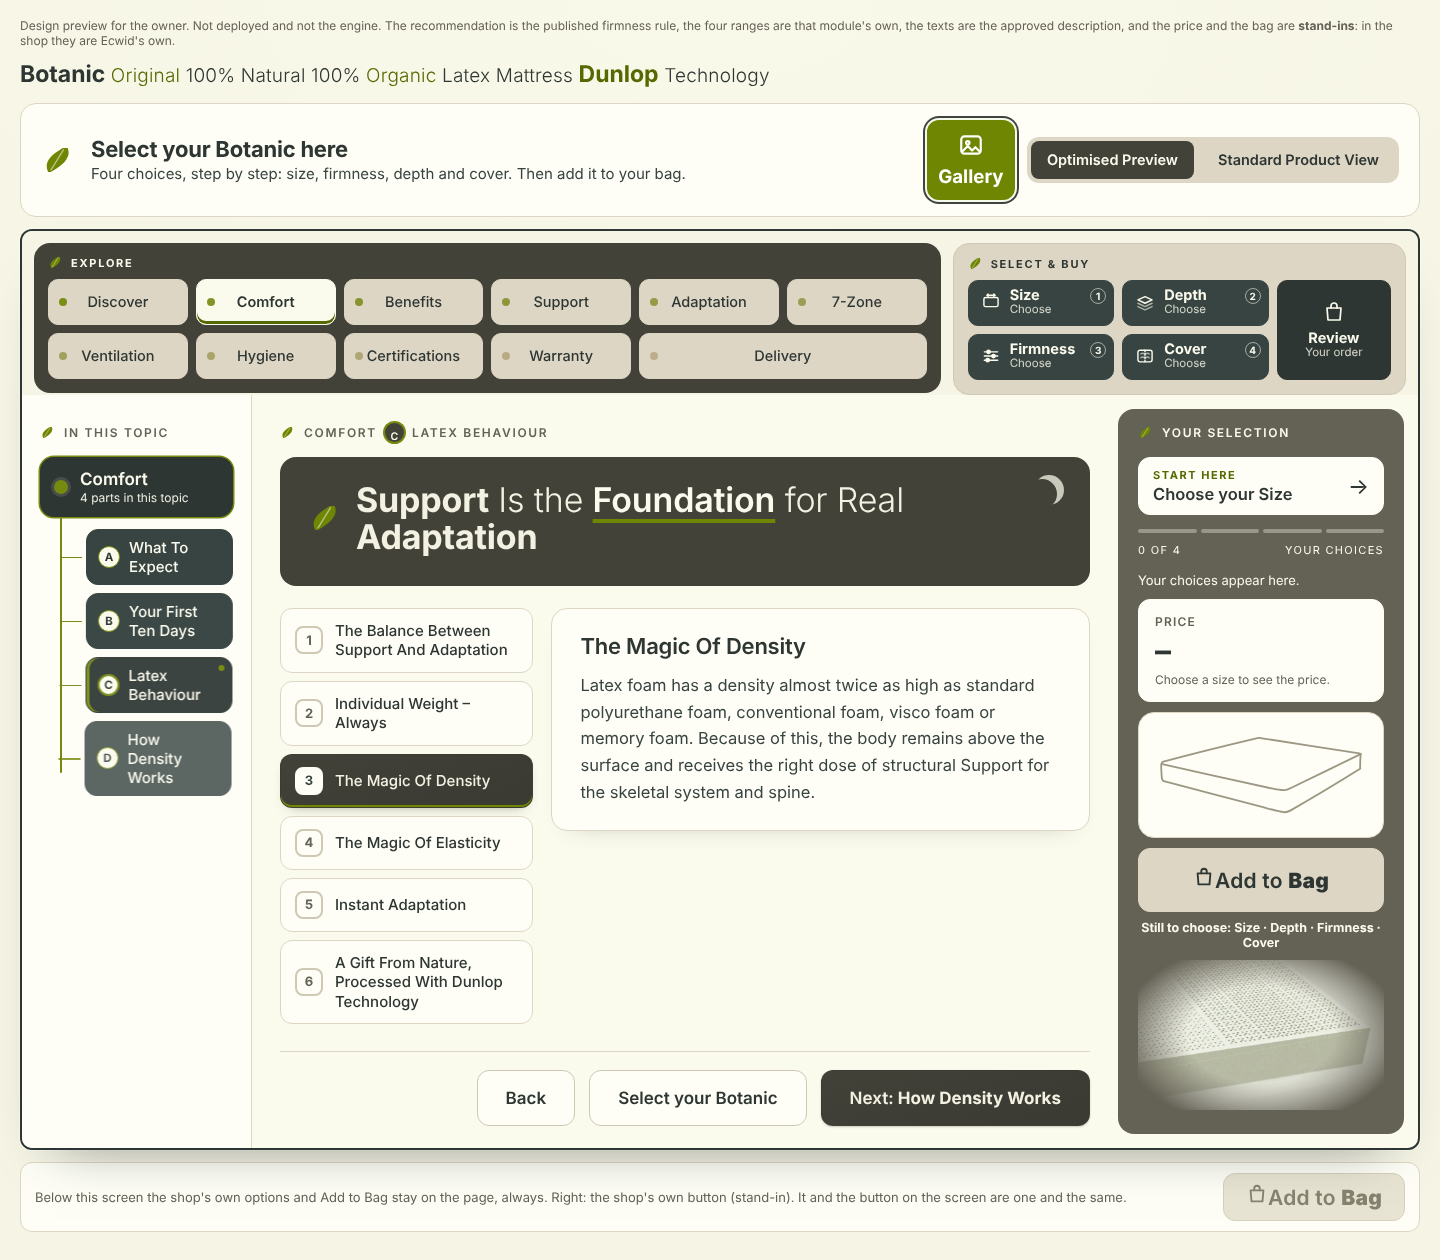 Design preview for the owner. Not deployed and not the engine. The recommendation is the published firmness rule, the four ranges are that module's own, the texts are the approved description, and the price and the bag are stand-ins: in the
shop they are Ecwid's own.
Botanic Original 100% Natural 100% Organic Latex Mattress Dunlop Technology
Select your Botanic here
Four choices, step by step: size, firmness, depth and cover. Then add it to your bag.
Gallery
Optimised Preview
Standard Product View
EXPLORE
Discover
Comfort
Benefits
Support
Adaptation
7-Zone
Ventilation
Hygiene
Certifications
Warranty
Delivery
SELECT & BUY
Size
Choose
1
Depth
Choose
2
Firmness
Choose
3
Cover
Choose
4
Review
Your order
IN THIS TOPIC
Comfort
4 parts in this topic
A
What To
Expect
B
Your First
Ten Days
C
Latex
Behaviour
D
How
Density
Works
COMFORT C LATEX BEHAVIOUR
Support Is the Foundation for Real
Adaptation
1
The Balance Between
Support And Adaptation
2
Individual Weight –
Always
3
The Magic Of Density
4
The Magic Of Elasticity
5
Instant Adaptation
6
A Gift From Nature,
Processed With Dunlop
Technology
The Magic Of Density
Latex foam has a density almost twice as high as standard
polyurethane foam, conventional foam, visco foam or
memory foam. Because of this, the body remains above the
surface and receives the right dose of structural Support for
the skeletal system and spine.
Back
Select your Botanic
Next: How Density Works
YOUR SELECTION
START HERE
Choose your Size
0 OF 4
YOUR CHOICES
Your choices appear here.
PRICE
–
Choose a size to see the price.
Add to Bag
Still to choose: Size · Depth · Firmness ·
Cover
Below this screen the shop's own options and Add to Bag stay on the page, always. Right: the shop's own button (stand-in). It and the button on the screen are one and the same.
Add to Bag